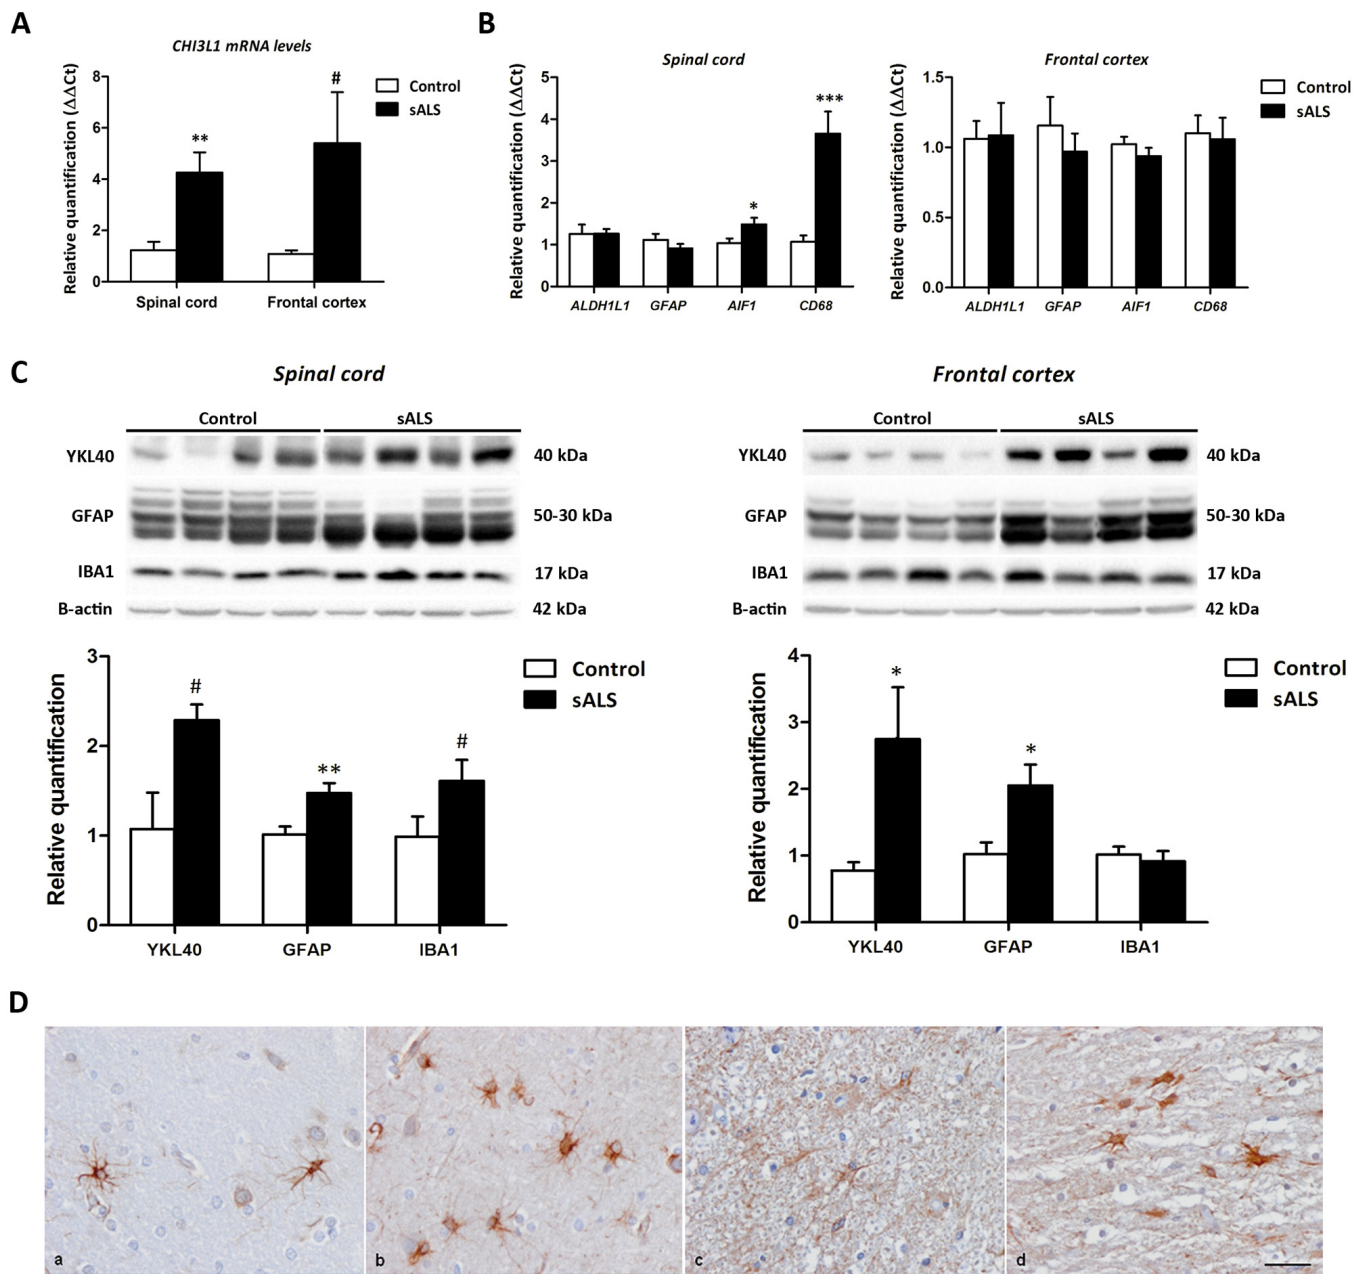 A
CHI3L1 mRNA levels
Relative quantification (ΔΔCt)
8
6
4
2
0
**
#
Spinal cord
Frontal cortex
Control
sALS
B
Spinal cord
Relative quantification (ΔΔCt)
5
4
3
2
1
0
*
***
ALDH1L1
GFAP
AIF1
CD68
Frontal cortex
Relative quantification (ΔΔCt)
1.5
1.0
0.5
0.0
ALDH1L1
GFAP
AIF1
CD68
Control
sALS
C
Spinal cord
Control
sALS
YKL40
40 kDa
GFAP
50-30 kDa
IBA1
17 kDa
B-actin
42 kDa
Relative quantification
3
2
1
0
#
**
#
YKL40
GFAP
IBA1
Control
sALS
Frontal cortex
Control
sALS
YKL40
40 kDa
GFAP
50-30 kDa
IBA1
17 kDa
B-actin
42 kDa
Relative quantification
4
3
2
1
0
*
*
YKL40
GFAP
IBA1
Control
sALS
D
a
b
c
d